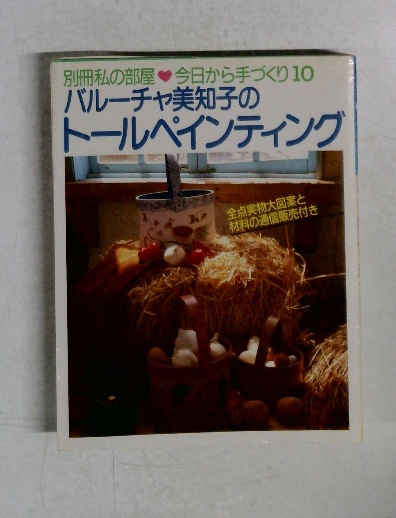 別冊私の部屋♥今日から手づくり10
バルーチャ美知子の
トールペインティング
全点実物大図案と
材料の通信販売付き